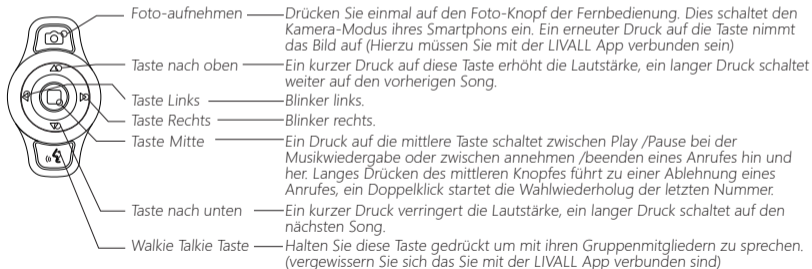 Foto-aufnehmen
Drücken Sie einmal auf den Foto-Knopf der Fernbedienung. Dies schaltet den
Kamera-Modus ihres Smartphons ein. Ein erneuter Druck auf die Taste nimmt
das Bild auf (Hierzu müssen Sie mit der LIVALL App verbunden sein)
Taste nach oben
Ein kurzer Druck auf diese Taste erhöht die Lautstärke, ein langer Druck schaltet
weiter auf den vorherigen Song.
Taste Links
Blinker links.
Taste Rechts
Blinker rechts.
Taste Mitte
Ein Druck auf die mittlere Taste schaltet zwischen Play /Pause bei der
Musikwiedergabe oder zwischen annehmen /beenden eines Anrufes hin und
her. Langes Drücken des mittleren Knopfes führt zu einer Ablehnung eines
Anrufes, ein Doppelklick startet die Wahlwiederholug der letzten Nummer.
Taste nach unten
Ein kurzer Druck verringert die Lautstärke, ein langer Druck schaltet auf den
nächsten Song.
Walkie Talkie Taste
Halten Sie diese Taste gedrückt um mit ihren Gruppenmitgliedern zu sprechen.
(vergewissern Sie sich das Sie mit der LIVALL App verbunden sind)